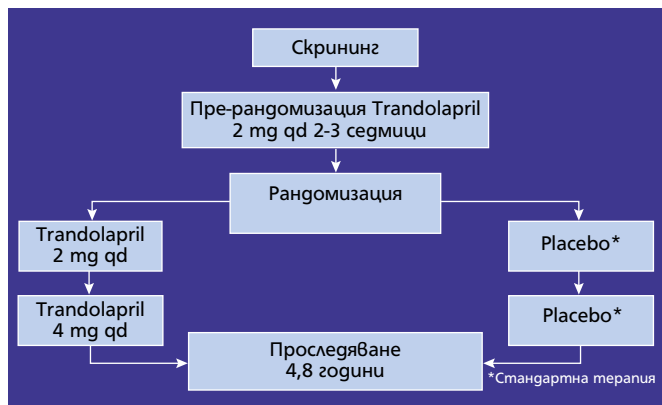 Скрининг
Пре-рандомизация Trandolapril
2 mg qd 2-3 седмици
Рандомизация
Trandolapril
2 mg qd
Placebo*
Trandolapril
4 mg qd
Placebo*
Проследяване
4,8 години
*Стандартна терапия